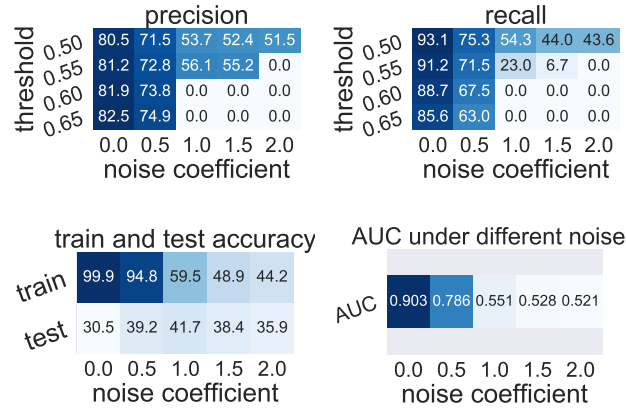 precision
threshold
0.50 80.5 71.5 53.7 52.4 51.5
0.55 81.2 72.8 56.1 55.2 0.0
0.60 81.9 73.8 0.0 0.0 0.0
0.65 82.5 74.9 0.0 0.0 0.0
0.0 0.5 1.0 1.5 2.0
noise coefficient
recall
threshold
0.50 93.1 75.3 54.3 44.0 43.6
0.55 91.2 71.5 23.0 6.7 0.0
0.60 88.7 67.5 0.0 0.0 0.0
0.65 85.6 63.0 0.0 0.0 0.0
0.0 0.5 1.0 1.5 2.0
noise coefficient
train and test accuracy
train 99.9 94.8 59.5 48.9 44.2
test 30.5 39.2 41.7 38.4 35.9
0.0 0.5 1.0 1.5 2.0
noise coefficient
AUC under different noise
AUC 0.903 0.786 0.551 0.528 0.521
0.0 0.5 1.0 1.5 2.0
noise coefficient